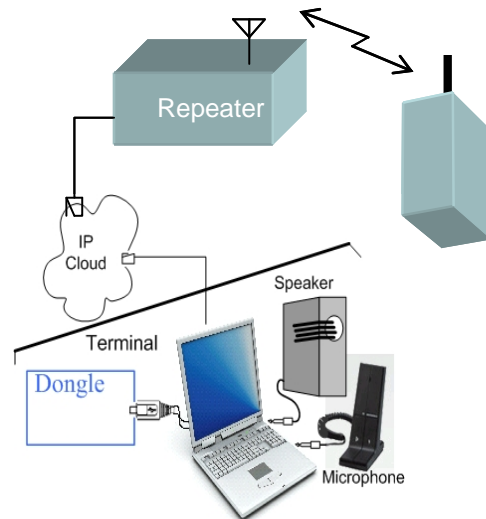 Repeater
IP
Cloud
Speaker
Terminal
Dongle
Microphone